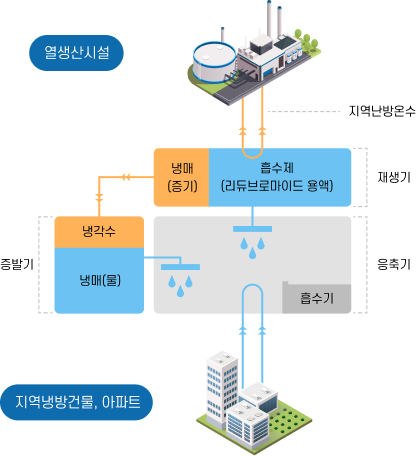 열생산시설
지역난방온수
냉매
(증기)
흡수제
(리듀브로마이드 용액)
재생기
냉각수
증발기
냉매(물)
응축기
흡수기
지역냉방건물, 아파트